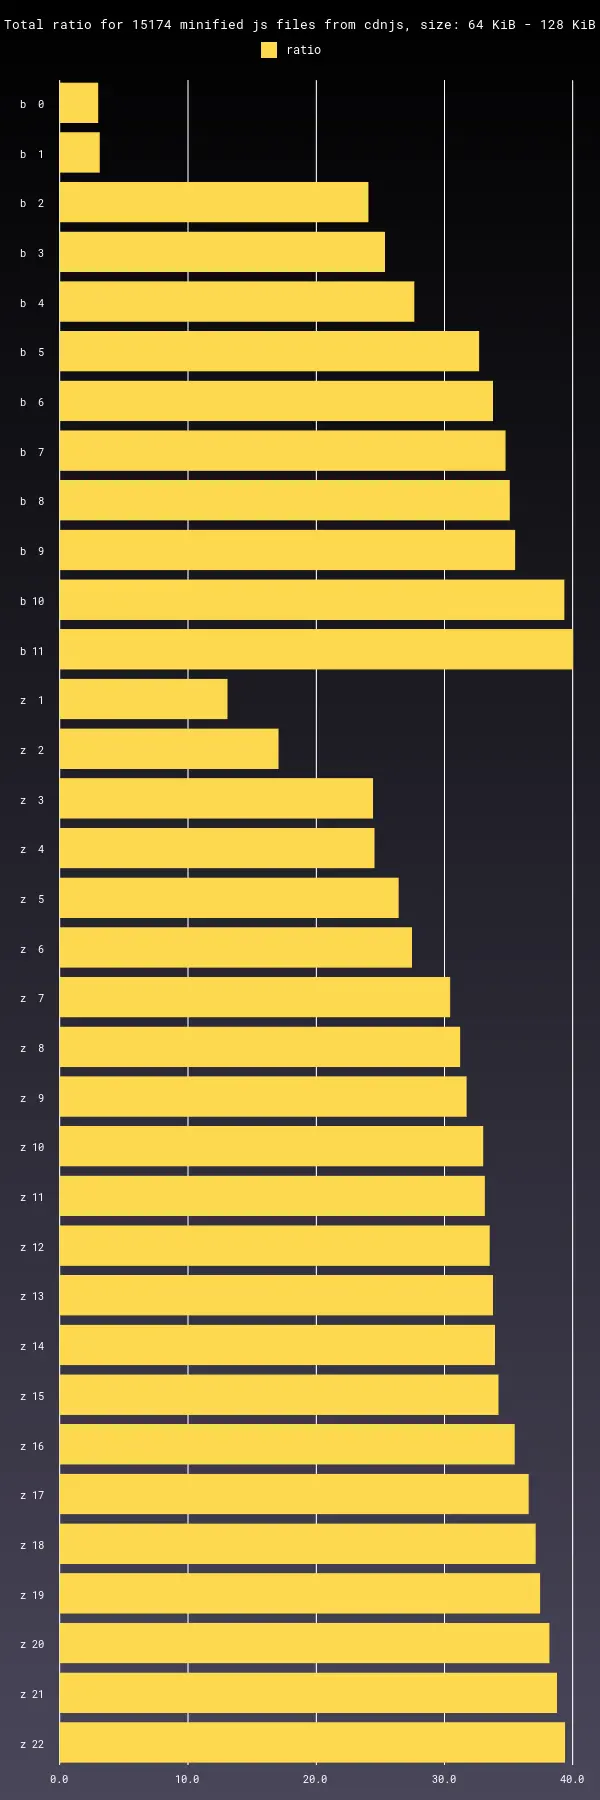 Total ratio for 15174 minified js files from cdnjs, size: 64 KiB - 128 KiB
ratio
b 0
b 1
b 2
b 3
b 4
b 5
b 6
b 7
b 8
b 9
b 10
b 11
z 1
z 2
z 3
z 4
z 5
z 6
z 7
z 8
z 9
z 10
z 11
z 12
z 13
z 14
z 15
z 16
z 17
z 18
z 19
z 20
z 21
z 22
0.0 10.0 20.0 30.0 40.0